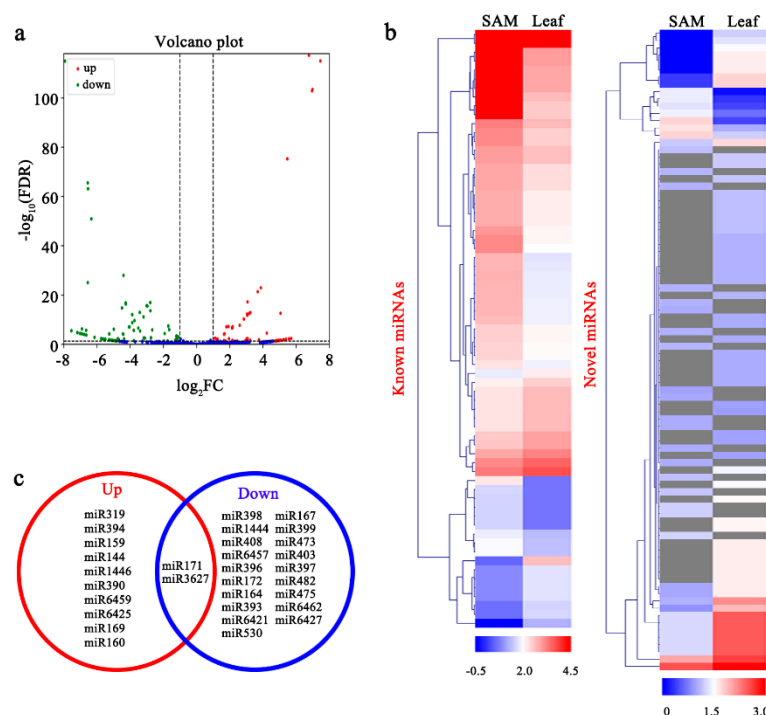 a
Volcano plot
up
down
100
80
60
40
20
0
-log10(FDR)
-8
-6
-4
-2
0
2
4
6
8
log2FC
b
SAM Leaf
Known miRNAs
-0.5 2.0 4.5
SAM Leaf
Novel miRNAs
0 1.5 3.0
c
Up
miR319
miR394
miR159
miR144
miR1446
miR390
miR6459
miR6425
miR169
miR160
miR171
miR3627
Down
miR398 miR167
miR1444 miR399
miR408 miR473
miR6457 miR403
miR396 miR397
miR172 miR482
miR164 miR475
miR393 miR6462
miR6421 miR6427
miR530